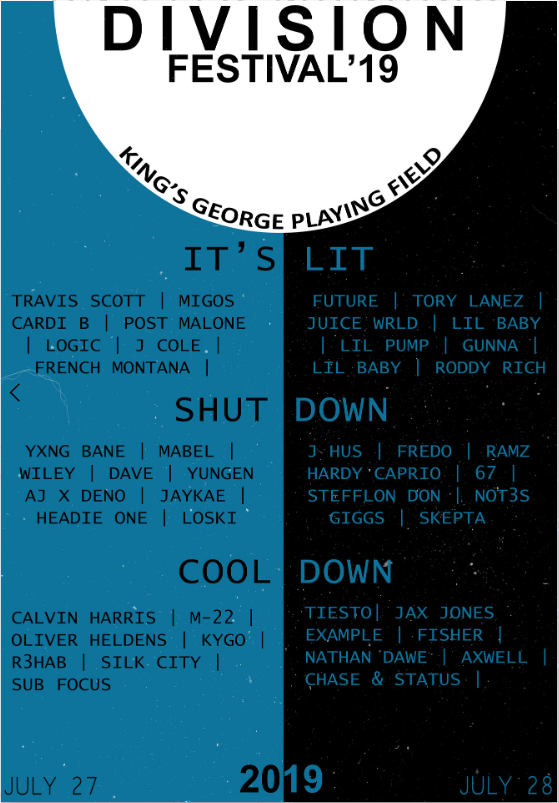 DIVISION
FESTIVAL'19
KING'S GEORGE PLAYING FIELD
IT'S LIT
TRAVIS SCOTT | MIGOS
CARDI B | POST MALONE
| LOGIC | J COLE |
FRENCH MONTANA |
FUTURE | TORY LANEZ |
JUICE WRLD | LIL BABY
| LIL PUMP | GUNNA |
LIL BABY | RODDY RICH
SHUT DOWN
YXNG BANE | MABEL |
WILEY | DAVE | YUNGEN
AJ X DENO | JAYKAE |
HEADIE ONE | LOSKI
J HUS | FREDO | RAMZ
HARDY CAPRIO | 67 |
STEFFLON DON | NOT3S
GIGGS | SKEPTA
COOL DOWN
CALVIN HARRIS | M-22 |
OLIVER HELDENS | KYGO |
R3HAB | SILK CITY |
SUB FOCUS
TIESTO| JAX JONES
EXAMPLE | FISHER |
NATHAN DAWE | AXWELL |
CHASE & STATUS |
JULY 27
2019
JULY 28